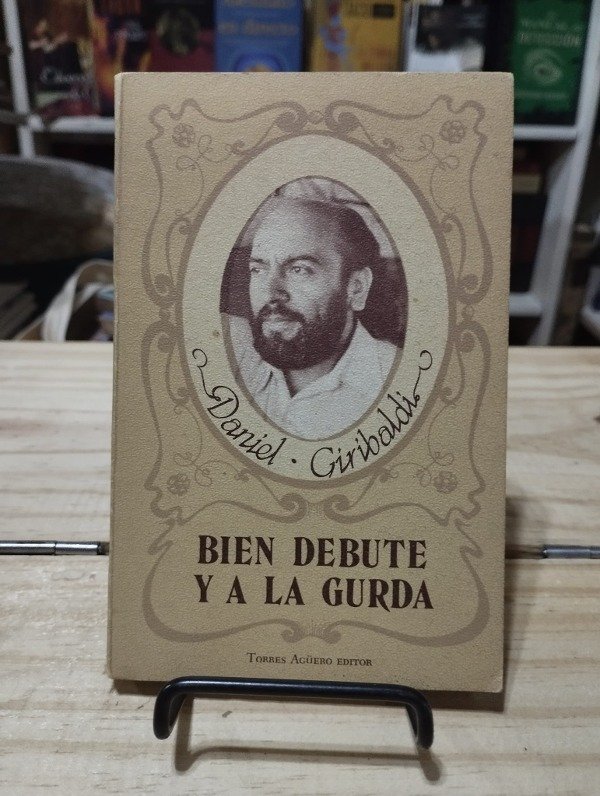 Daniel · Giribaldi
BIEN DEBUTE
Y A LA GURDA
TORRES AGÜERO EDITOR